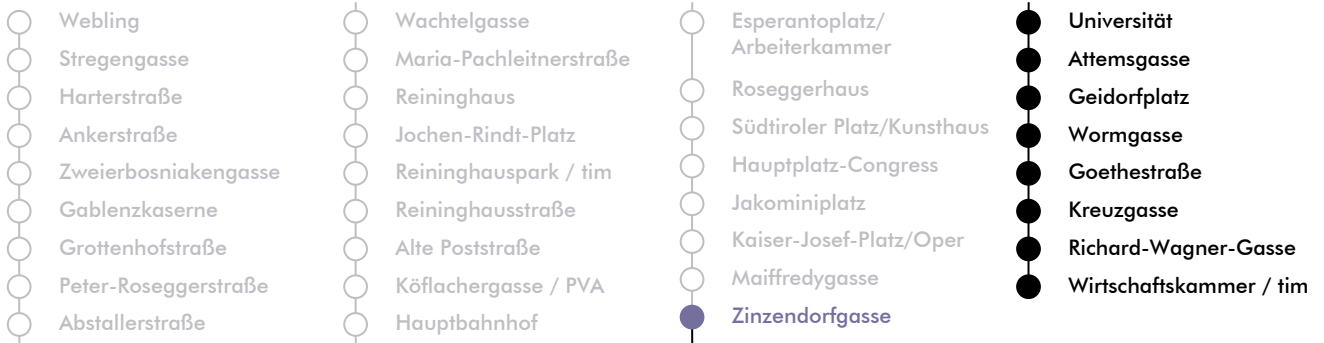 Webling
Stregengasse
Harterstraße
Ankerstraße
Zweierbosniakengasse
Gablenzkaserne
Grottenhofstraße
Peter-Roseggerstraße
Abstallerstraße
Wachtelgasse
Maria-Pachleitnerstraße
Reininghaus
Jochen-Rindt-Platz
Reininghauspark / tim
Reininghausstraße
Alte Poststraße
Köflachergasse / PVA
Hauptbahnhof
Esperantoplatz/
Arbeiterkammer
Roseggerhaus
Südtiroler Platz/Kunsthaus
Hauptplatz-Congress
Jakominiplatz
Kaiser-Josef-Platz/Oper
Maiffredygasse
Zinzendorfgasse
Universität
Attemsgasse
Geidorfplatz
Wormgasse
Goethestraße
Kreuzgasse
Richard-Wagner-Gasse
Wirtschaftskammer / tim